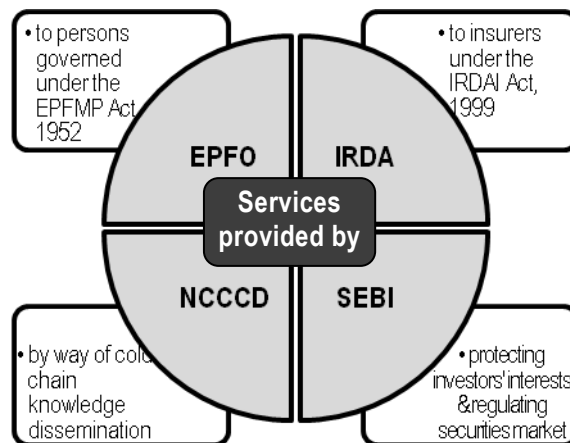 • to persons
governed
under the
EPFMP Act,
1952
• to insurers
under the
IRDAI Act,
1999
EPFO
IRDA
Services
provided by
NCCCD
SEBI
• by way of cold
chain
knowledge
dissemination
• protecting
investors' interests
& regulating
securities market